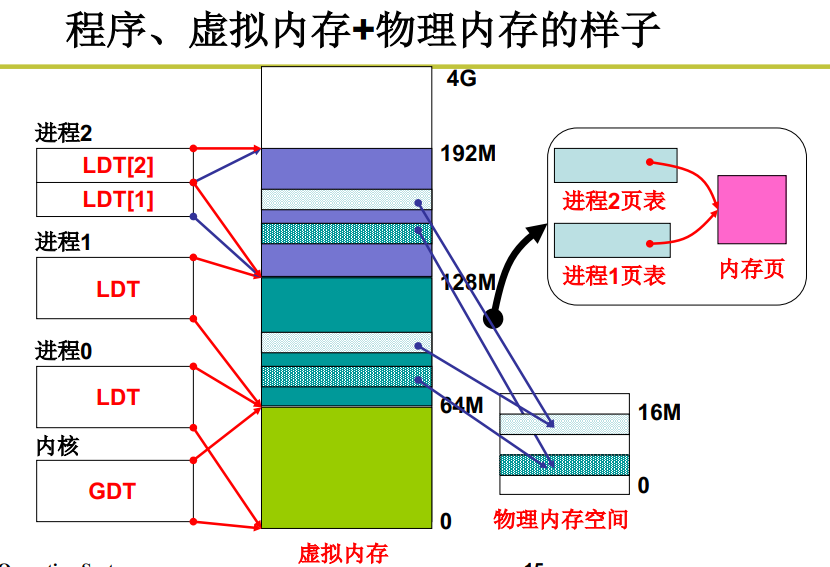 程序、虚拟内存+物理内存的样子
4G
进程2
LDT[2]
LDT[1]
192M
进程2页表
进程1页表
内存页
进程1
LDT
128M
进程0
LDT
64M
16M
内核
GDT
0
0
物理内存空间
虚拟内存
15